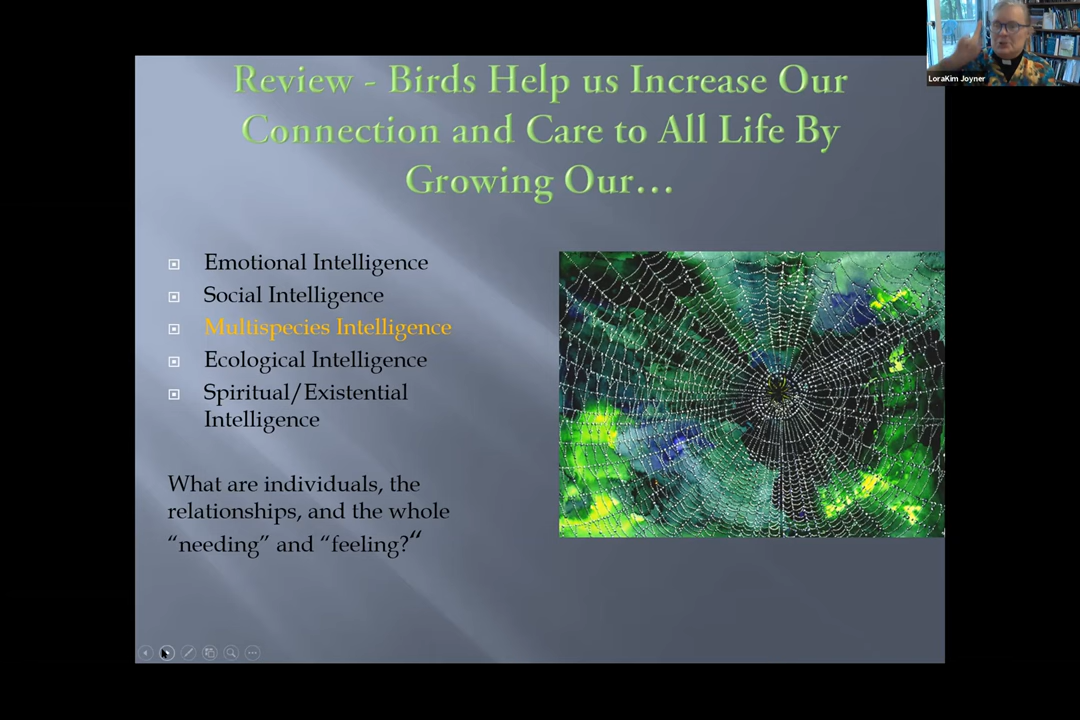 LoraKim Joyner
Review - Birds Help us Increase Our
Connection and Care to All Life By
Growing Our…
Emotional Intelligence
Social Intelligence
Multispecies Intelligence
Ecological Intelligence
Spiritual/Existential
Intelligence
What are individuals, the
relationships, and the whole
“needing” and “feeling?“